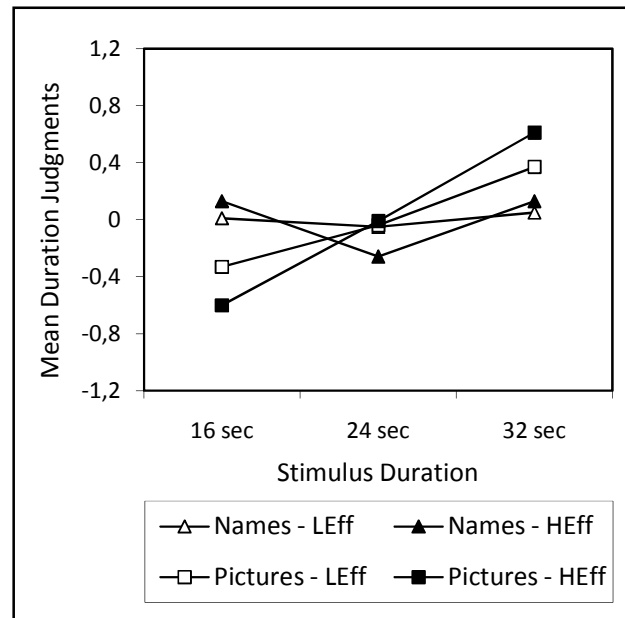 Mean Duration Judgments
1,2
0,8
0,4
0
-0,4
-0,8
-1,2
16 sec 24 sec 32 sec
Stimulus Duration
Names - LEff Names - HEff
Pictures - LEff Pictures - HEff